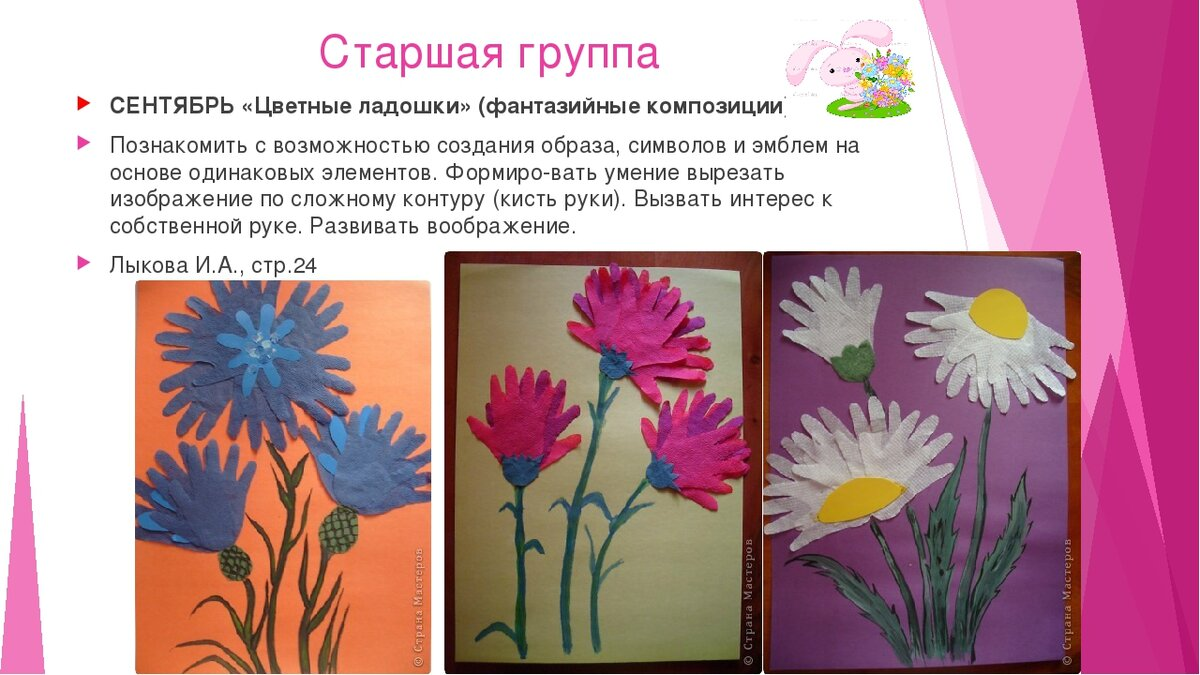 Старшая группа
СЕНТЯБРЬ «Цветные ладошки» (фантазийные композиции)
Познакомить с возможностью создания образа, символов и эмблем на
основе одинаковых элементов. Формиро-вать умение вырезать
изображение по сложному контуру (кисть руки). Вызвать интерес к
собственной руке. Развивать воображение.
Лыкова И.А., стр.24
© Страна Мастеров
© Страна Мастеров
© Страна Мастеров